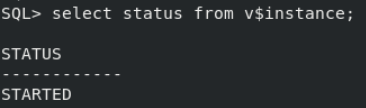 SQL> select status from v$instance;
STATUS
------------
STARTED